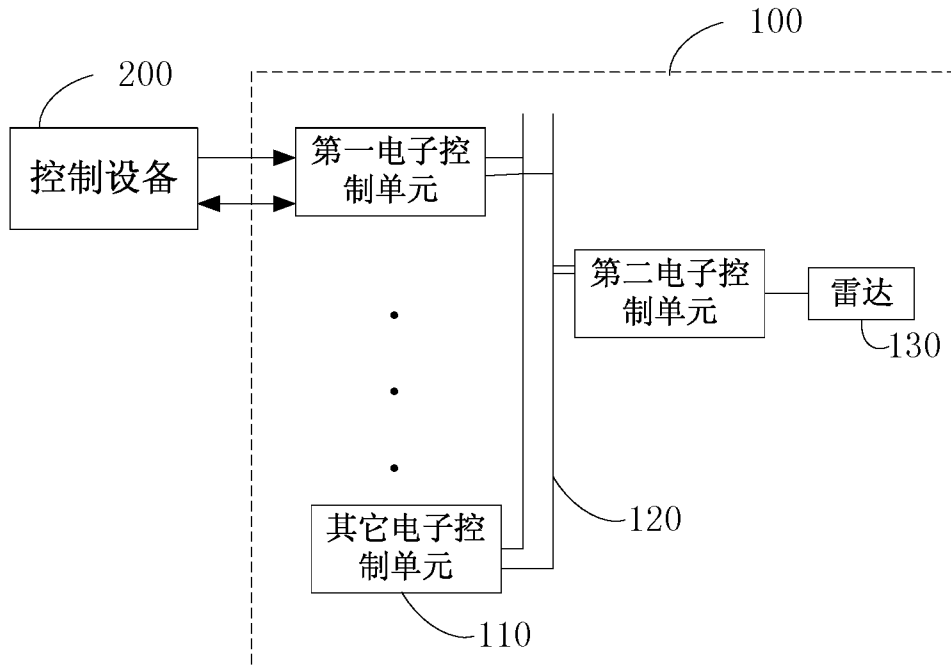 100
200
控制设备
第一电子控
制单元
第二电子控
制单元
雷达
130
其它电子控
制单元
120
110